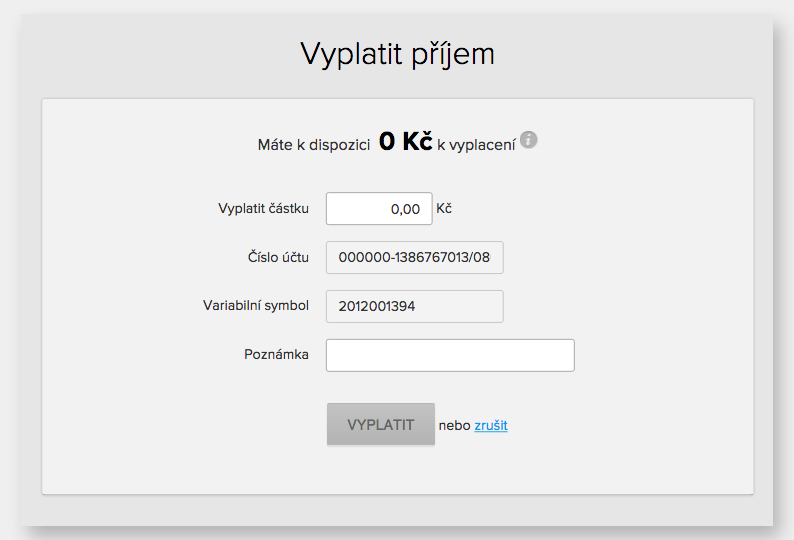 Vyplatit příjem
Máte k dispozici 0 Kč k vyplacení i
Vyplatit částku 0,00 Kč
Číslo účtu 000000-1386767013/08
Variabilní symbol 2012001394
Poznámka
VYPLATIT nebo zrušit